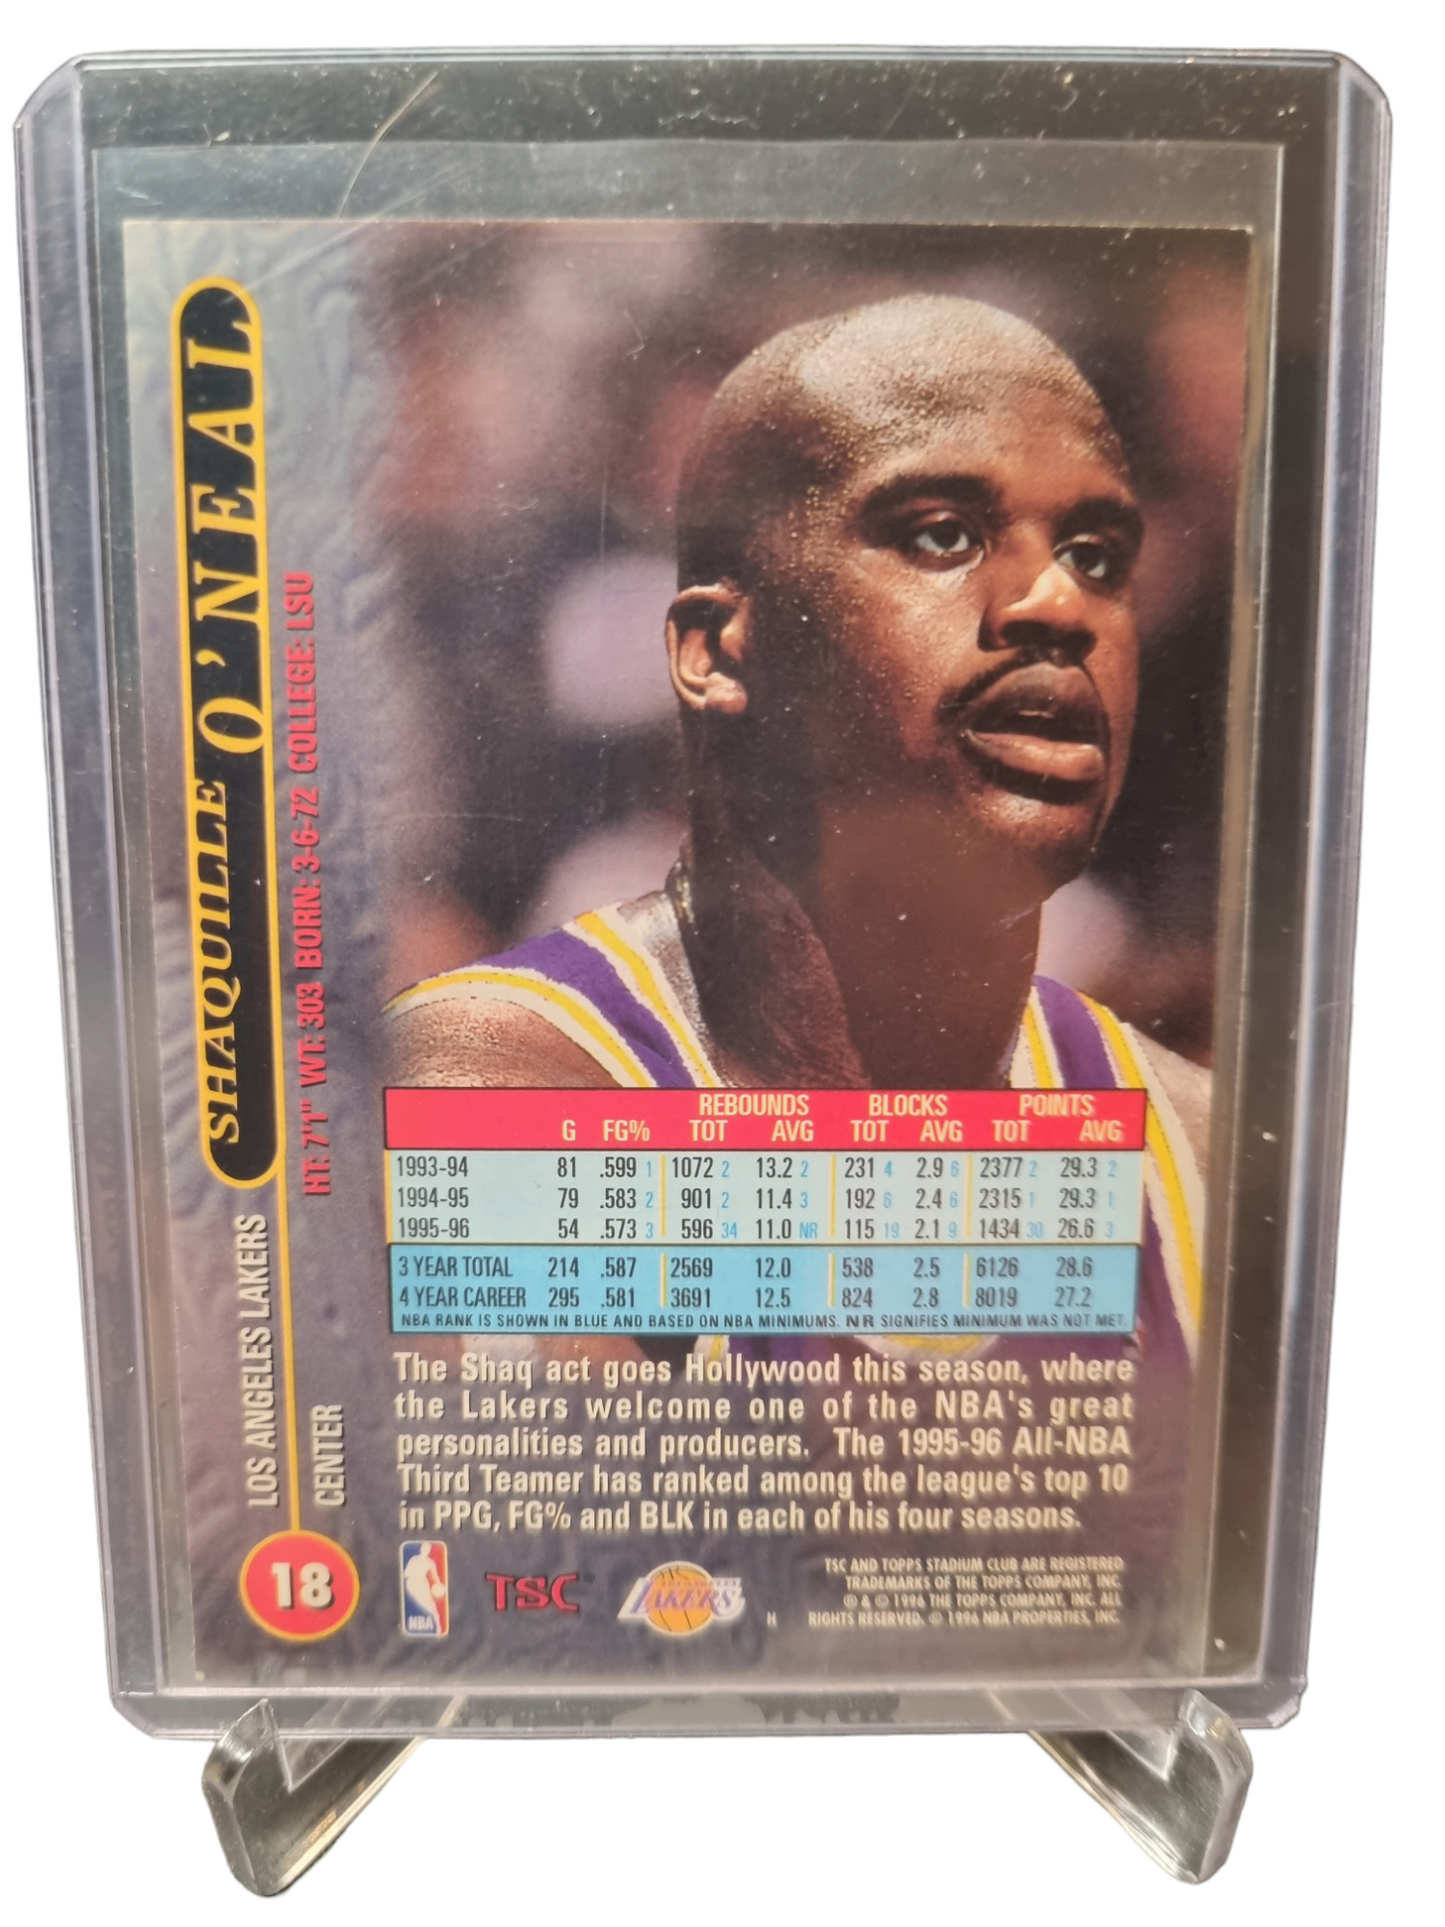 SHAQUILLE O'NEAL
HT: 7'1" WT: 303 BORN: 3-6-72 COLLEGE: LSU
LOS ANGELES LAKERS
CENTER
18
REBOUNDS BLOCKS POINTS
G FG% TOT AVG TOT AVG TOT AVG
1993-94 81 .599 1 1072 2 13.2 2 231 4 2.9 6 2377 2 29.3 2
1994-95 79 .583 2 901 2 11.4 3 192 6 2.4 6 2315 1 29.3 1
1995-96 54 .573 3 596 34 11.0 NR 115 19 2.1 9 1434 30 26.6 3
3 YEAR TOTAL 214 .587 2569 12.0 538 2.5 6126 28.6
4 YEAR CAREER 295 .581 3691 12.5 824 2.8 8019 27.2
NBA RANK IS SHOWN IN BLUE AND BASED ON NBA MINIMUMS. NR SIGNIFIES MINIMUM WAS NOT MET.
The Shaq act goes Hollywood this season, where
the Lakers welcome one of the NBA's great
personalities and producers. The 1995-96 All-NBA
Third Teamer has ranked among the league's top 10
in PPG, FG% and BLK in each of his four seasons.
NBA
TSC
LOS ANGELES
LAKERS
H
TSC AND TOPPS STADIUM CLUB ARE REGISTERED
TRADEMARKS OF THE TOPPS COMPANY, INC.
® & © 1996 THE TOPPS COMPANY, INC. ALL
RIGHTS RESERVED. © 1996 NBA PROPERTIES, INC.